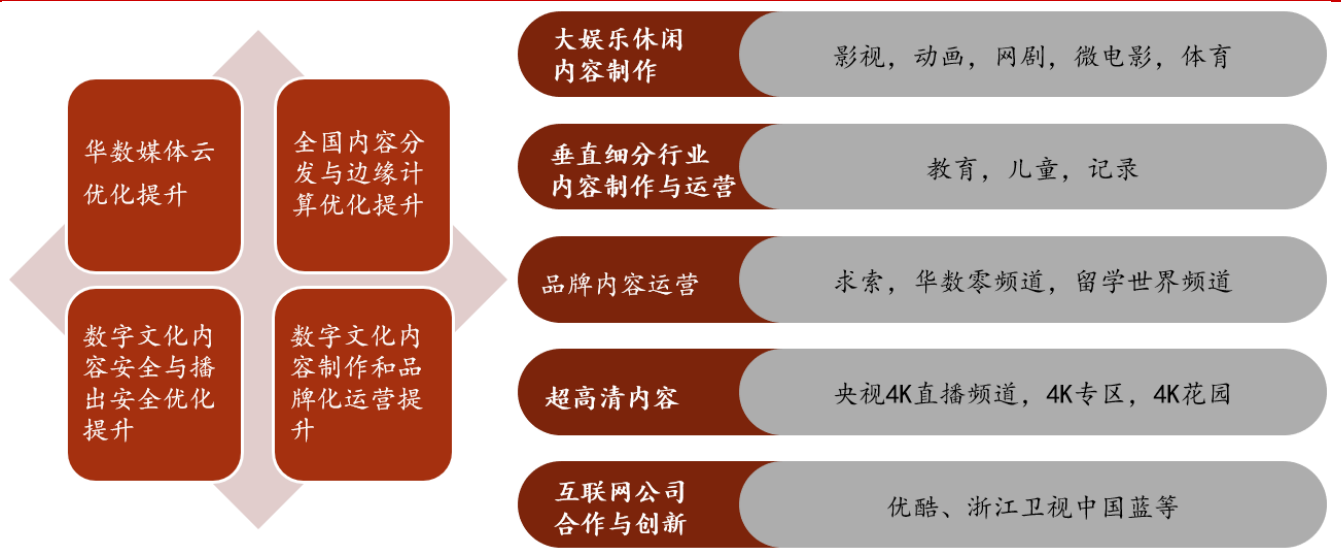 华数媒体云
优化提升
全国内容分
发与边缘计
算优化提升
数字文化内
容安全与播
出安全优化
提升
数字文化内
容制作和品
牌化运营提
升
大娱乐休闲
内容制作
影视，动画，网剧，微电影，体育
垂直细分行业
内容制作与运营
教育，儿童，记录
品牌内容运营
求索，华数零频道，留学世界频道
超高清内容
央视4K直播频道，4K专区，4K花园
互联网公司
合作与创新
优酷、浙江卫视中国蓝等